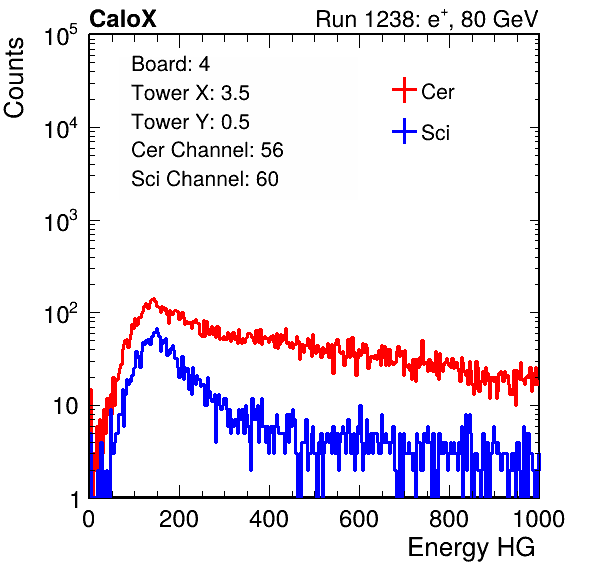 CaloX Run 1238: e⁺, 80 GeV
Counts
Board: 4
Tower X: 3.5
Tower Y: 0.5
Cer Channel: 56
Sci Channel: 60
Cer
Sci
10⁵
10⁴
10³
10²
10
1
0 200 400 600 800 1000
Energy HG